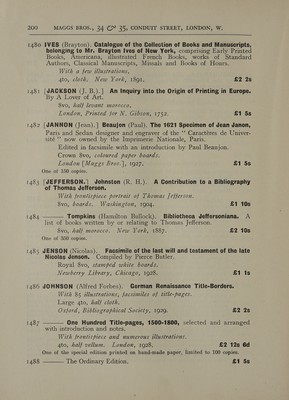 200 MAGGS BROS., 34 & 35, CONDUIT STREET, LONDON, W.
1480 IVES (Brayton). Catalogue of the Collection of Books and Manuscripts,
belonging to Mr. Brayton Ives of New York, comprising Early Printed
Books, Americana, illustrated French Books, works of Standard
Authors, Classical Manuscripts, Missals and Books of Hours.
With a few illustrations.
4to, cloth. New York, 1891. £2 2s
1481 [JACKSON (J. B.).] An Inquiry into the Origin of Printing in Europe.
By A Lover of Art.
8vo, half levant morocco.
London, Printed for N. Gibson, 1752. £1 5s
1482 [JANNON (Jean).] Beaujon (Paul). The 1621 Specimen of Jean Janon,
Paris and Sedan designer and engraver of the "Caractères de Univer-
sité" now owned by the Imprimerie Nationale, Paris.
Edited in facsimile with an introduction by Paul Beaujon.
Crown 8vo, coloured paper boards.
London [Maggs Bros.], 1927. £1 5s
One of 150 copies.
1483 [JEFFERSON.] Johnston (R. H.). A Contribution to a Bibliography
of Thomas Jefferson.
With frontispiece portrait of Thomas Jefferson.
8vo, boards. Washington, 1904. £1 10s
1484 ——— Tompkins (Hamilton Bullock). Bibliotheca Jeffersoniana. A
list of books written by or relating to Thomas Jefferson.
8vo, half morocco. New York, 1887. £2 10s
One of 350 copies.
1485 JENSON (Nicolas). Facsimile of the last will and testament of the late
Nicolas Jenson. Compiled by Pierce Butler.
Royal 8vo, stamped white boards.
Newberry Library, Chicago, 1928. £1 1s
1486 JOHNSON (Alfred Forbes). German Renaissance Title-Borders.
With 85 illustrations, facsimiles of title-pages.
Large 4to, half cloth.
Oxford, Bibliographical Society, 1929. £2 2s
1487 ——— One Hundred Title-pages, 1500-1800, selected and arranged
with introduction and notes.
With frontispiece and numerous illustrations.
4to, half vellum. London, 1928. £2 12s 6d
One of the special edition printed on hand-made paper, limited to 100 copies.
1488 ——— The Ordinary Edition. £1 5s